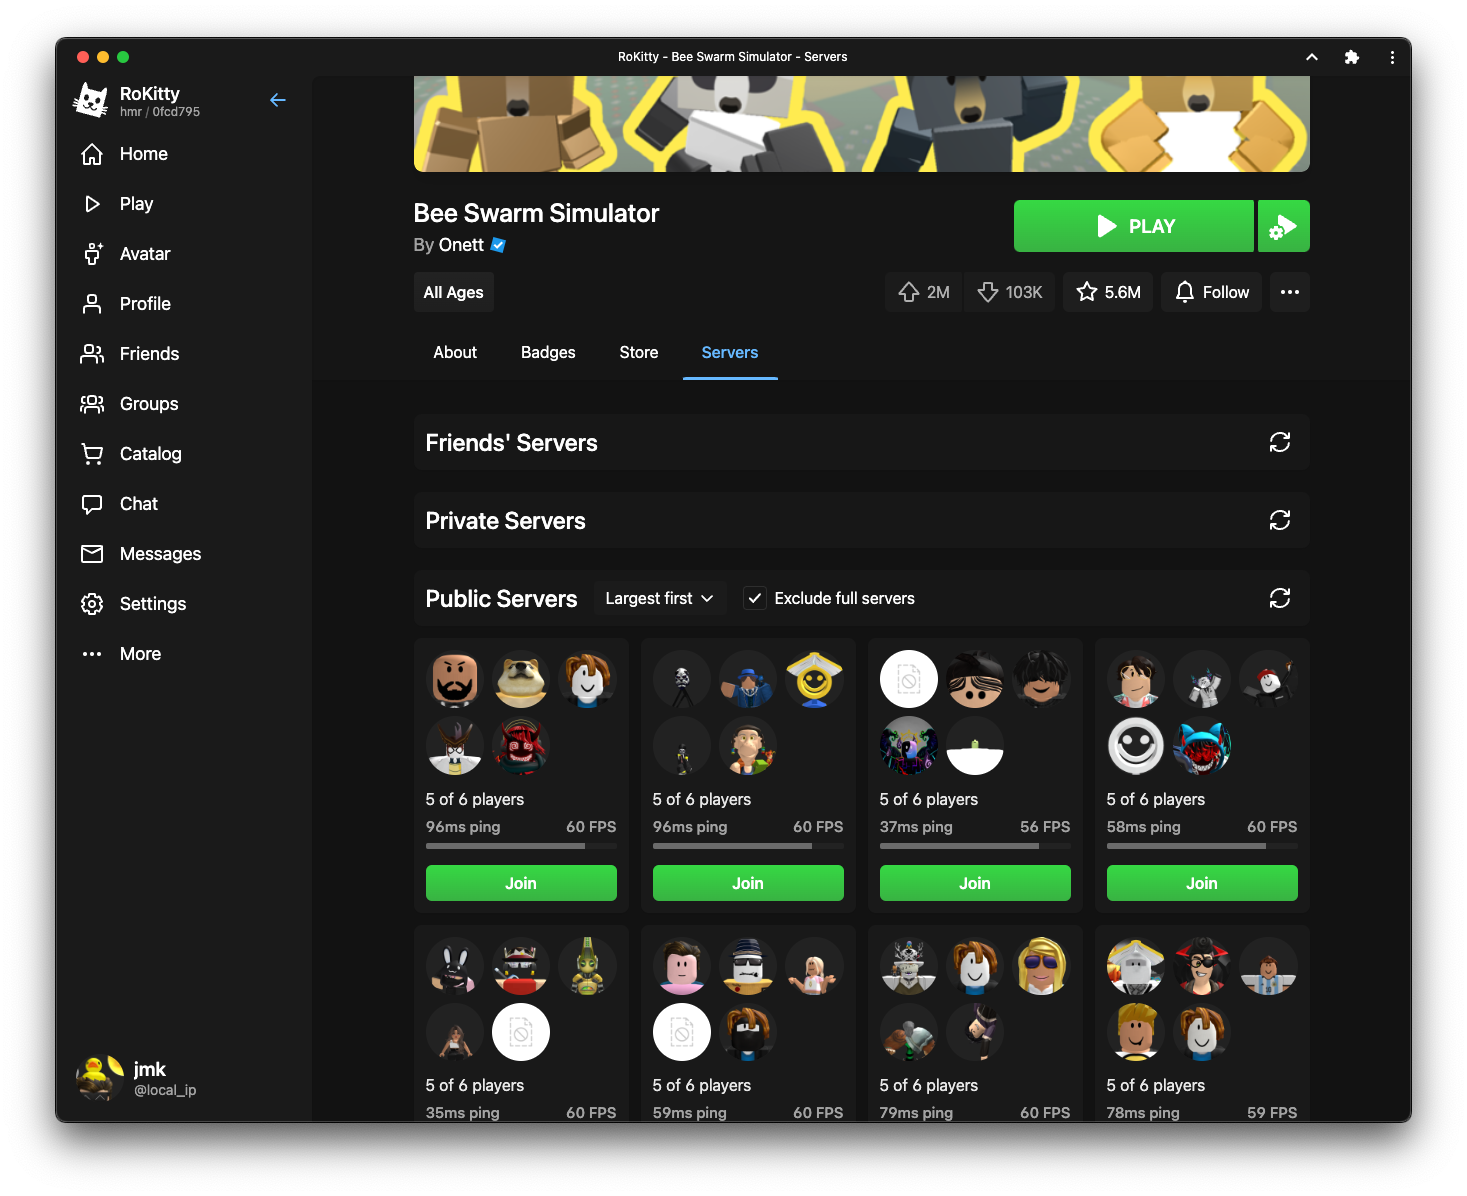 RoKitty - Bee Swarm Simulator - Servers
RoKitty
hmr / 0fcd795
Home
Play
Avatar
Profile
Friends
Groups
Catalog
Chat
Messages
Settings
More
jmk
@local_ip
Bee Swarm Simulator
By Onett
PLAY
All Ages
2M
103K
5.6M
Follow
About Badges Store Servers
Friends' Servers
Private Servers
Public Servers Largest first Exclude full servers
5 of 6 players
96ms ping 60 FPS
Join
5 of 6 players
96ms ping 60 FPS
Join
5 of 6 players
37ms ping 56 FPS
Join
5 of 6 players
58ms ping 60 FPS
Join
5 of 6 players
35ms ping 60 FPS
5 of 6 players
59ms ping 60 FPS
5 of 6 players
79ms ping 60 FPS
5 of 6 players
78ms ping 59 FPS